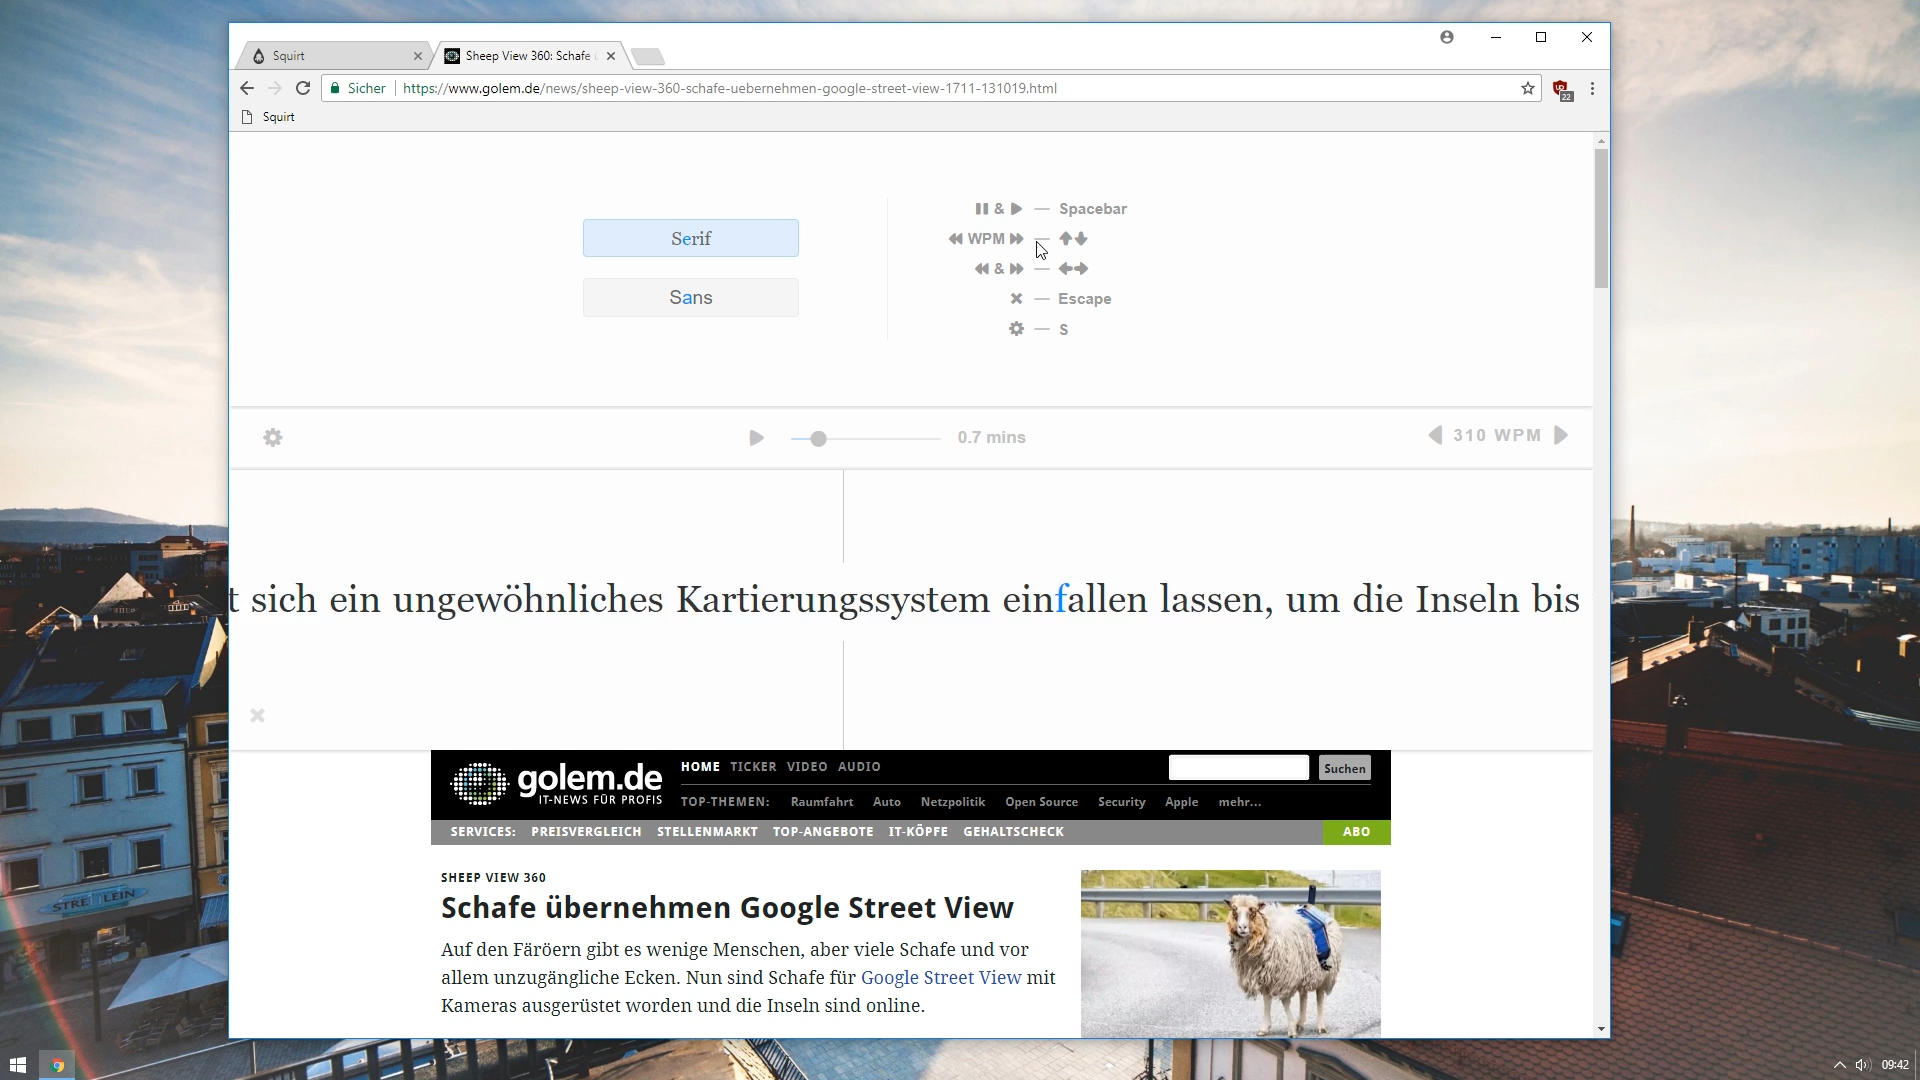 Squirt
Sheep View 360: Schafe
Sicher
https://www.golem.de/news/sheep-view-360-schafe-uebernehmen-google-street-view-1711-131019.html
22
Squirt
Serif
Sans
& — Spacebar
WPM —
& —
— Escape
— S
0.7 mins
310 WPM
t sich ein ungewöhnliches Kartierungssystem einfallen lassen, um die Inseln bis
golem.de
IT-NEWS FÜR PROFIS
HOME TICKER VIDEO AUDIO
Suchen
TOP-THEMEN: Raumfahrt Auto Netzpolitik Open Source Security Apple mehr...
SERVICES: PREISVERGLEICH STELLENMARKT TOP-ANGEBOTE IT-KÖPFE GEHALTSCHECK
ABO
SHEEP VIEW 360
Schafe übernehmen Google Street View
Auf den Färöern gibt es wenige Menschen, aber viele Schafe und vor
allem unzugängliche Ecken. Nun sind Schafe für Google Street View mit
Kameras ausgerüstet worden und die Inseln sind online.
09:42